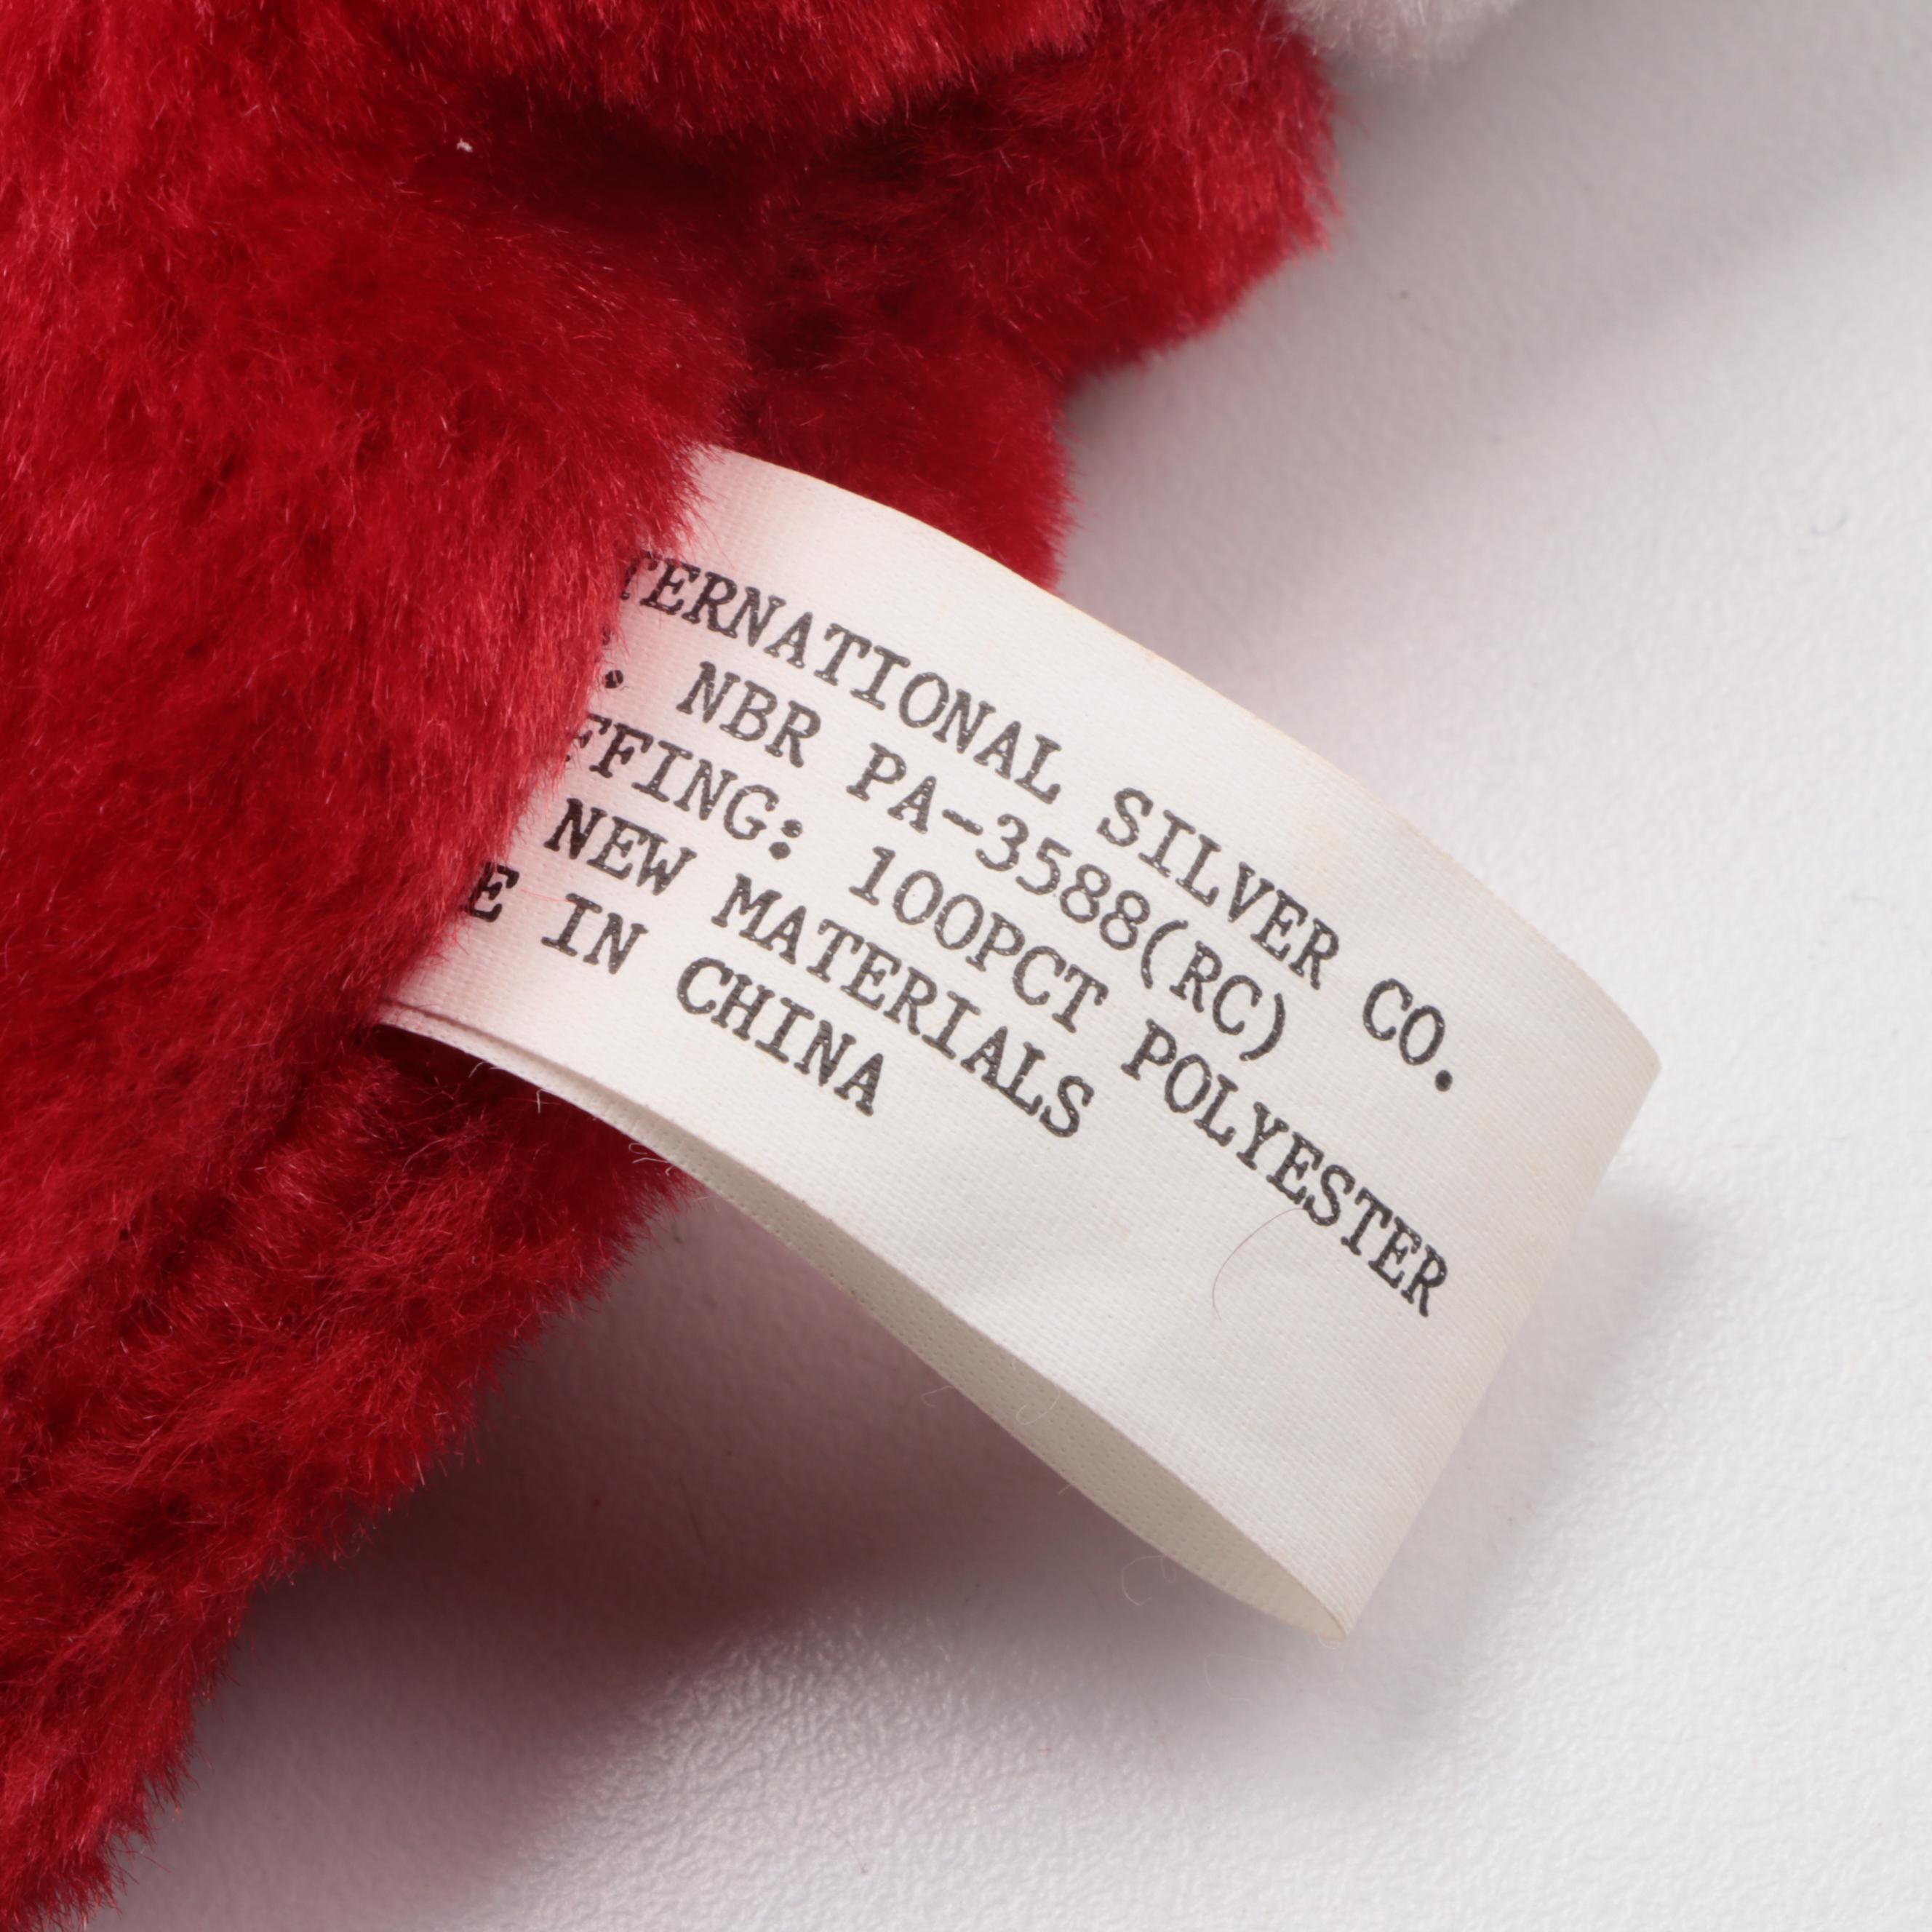 TERNATIONAL SILVER CO.
. NBR PA-3588(RC)
FFING: 100PCT POLYESTER
NEW MATERIALS
E IN CHINA